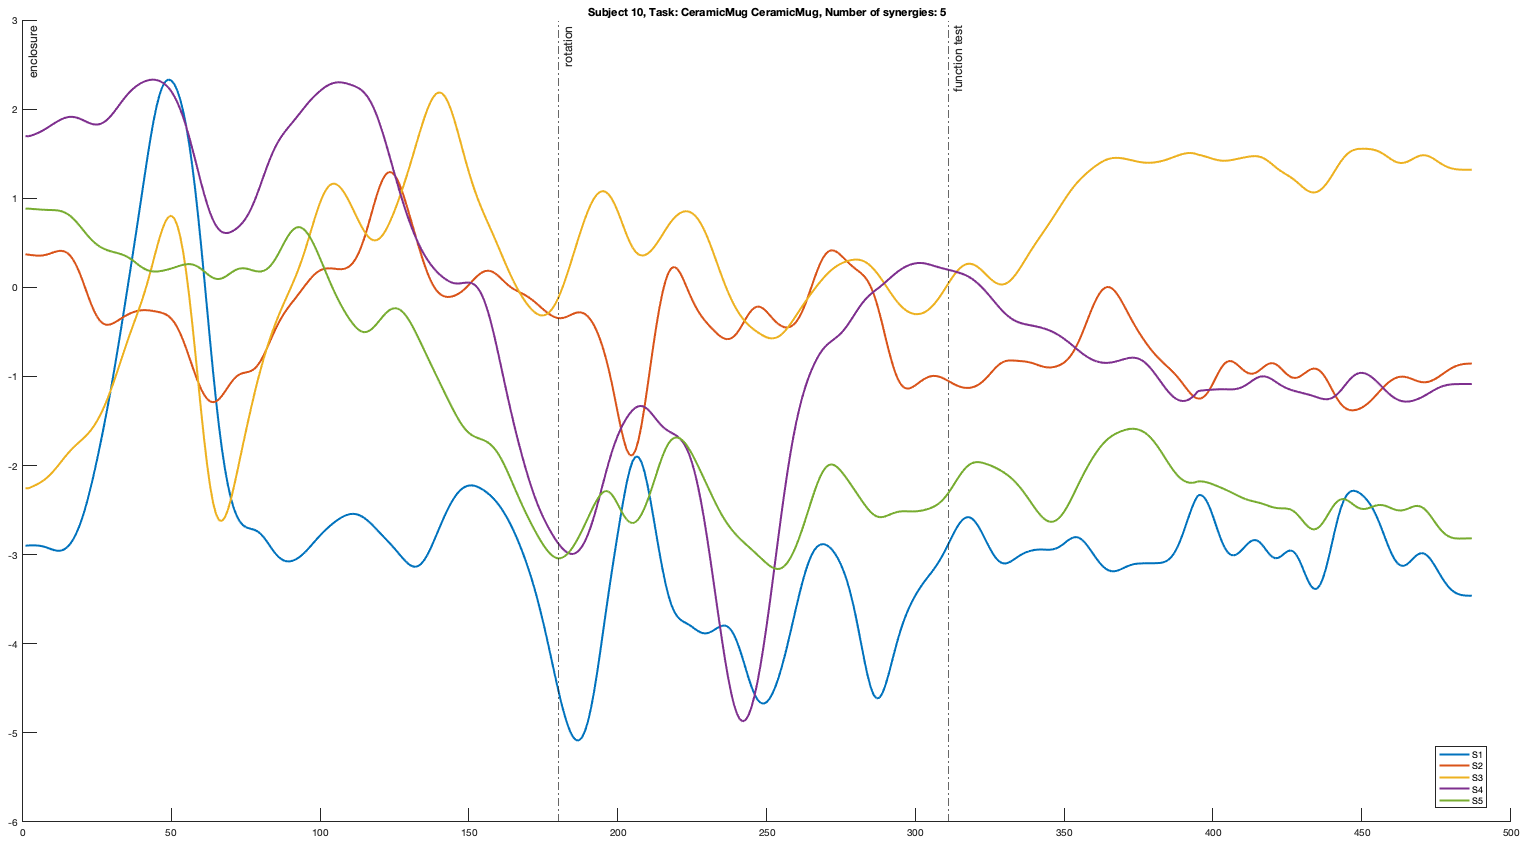 Subject 10, Task: CeramicMug CeramicMug, Number of synergies: 5
enclosure
rotation
function test
3
2
1
0
-1
-2
-3
-4
-5
-6
0 50 100 150 200 250 300 350 400 450 500
S1
S2
S3
S4
S5